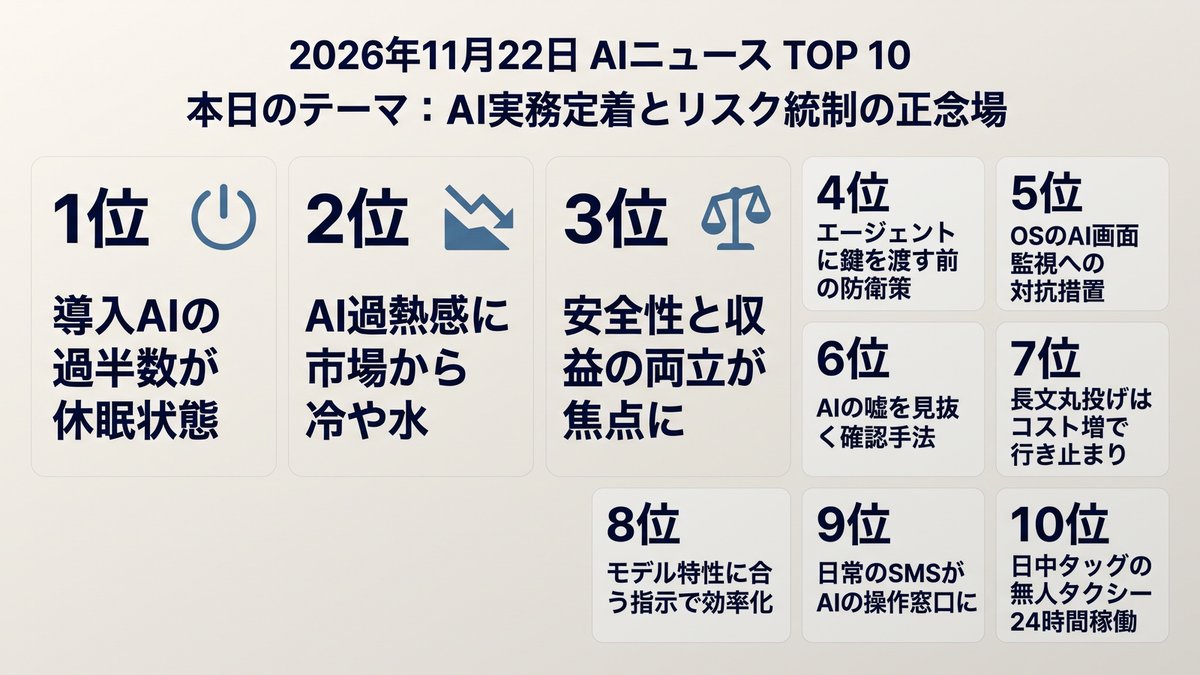 2026年11月22日 AIニュース TOP 10
本日のテーマ：AI実務定着とリスク統制の正念場
1位
導入AIの
過半数が
休眠状態
2位
AI過熱感に
市場から
冷や水
3位
安全性と収
益の両立が
焦点に
4位
エージェント
に鍵を渡す前
の防衛策
5位
OSのAI画面
監視への
対抗措置
6位
AIの嘘を見抜
く確認手法
7位
長文丸投げは
コスト増で
行き止まり
8位
モデル特性に合
う指示で効率化
9位
日常のSMSが
AIの操作窓口に
10位
日中タッグの
無人タクシー
24時間稼働